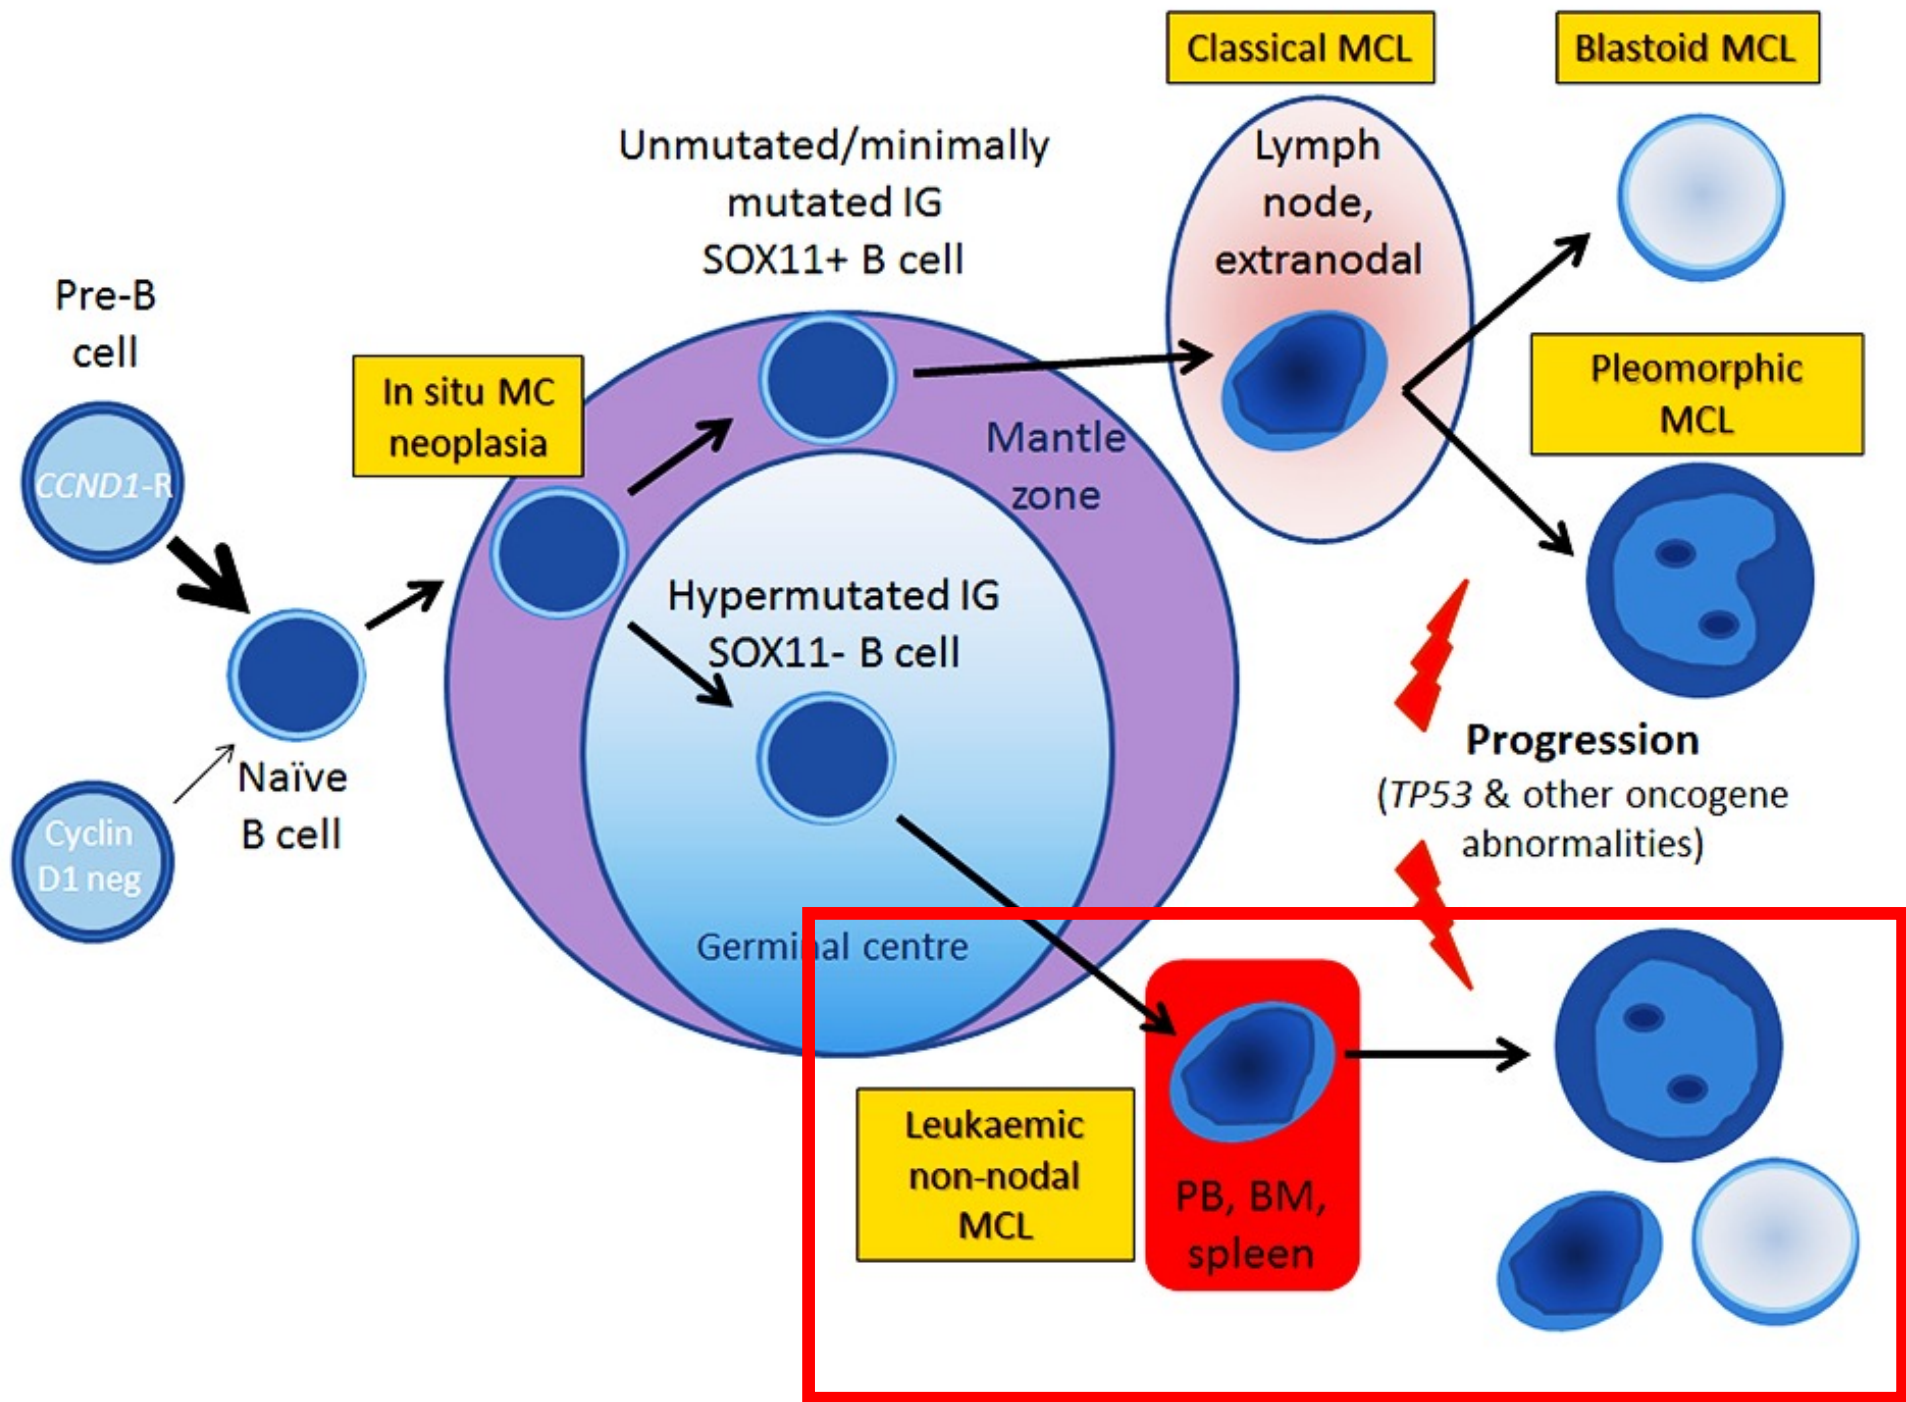 Classical MCL
Blastoid MCL
Unmutated/minimally
mutated IG
SOX11+ B cell
Lymph
node,
extranodal
Pre-B
cell
In situ MC
neoplasia
Pleomorphic
MCL
Mantle
zone
CCND1-R
Hypermutated IG
SOX11- B cell
Naïve
B cell
Cyclin
D1 neg
Progression
(TP53 & other oncogene
abnormalities)
Germinal centre
Leukaemic
non-nodal
MCL
PB, BM,
spleen